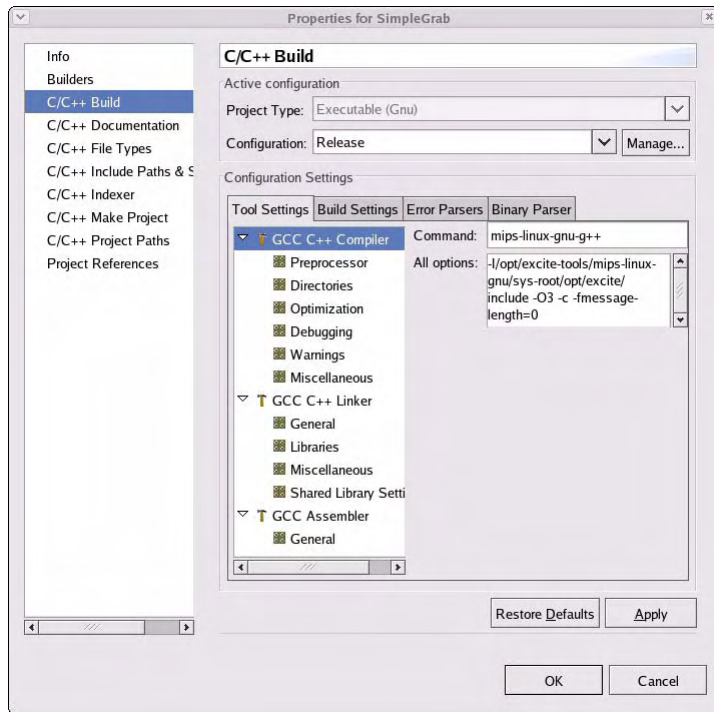 Properties for SimpleGrab
Info
Builders
C/C++ Build
C/C++ Documentation
C/C++ File Types
C/C++ Include Paths & S
C/C++ Indexer
C/C++ Make Project
C/C++ Project Paths
Project References
C/C++ Build
Active configuration
Project Type: Executable (Gnu)
Configuration: Release Manage...
Configuration Settings
Tool Settings Build Settings Error Parsers Binary Parser
GCC C++ Compiler
Preprocessor
Directories
Optimization
Debugging
Warnings
Miscellaneous
GCC C++ Linker
General
Libraries
Miscellaneous
Shared Library Setti
GCC Assembler
General
Command: mips-linux-gnu-g++
All options: -I/opt/excite-tools/mips-linux-
gnu/sys-root/opt/excite/
include -O3 -c -fmessage-
length=0
Restore Defaults Apply
OK Cancel